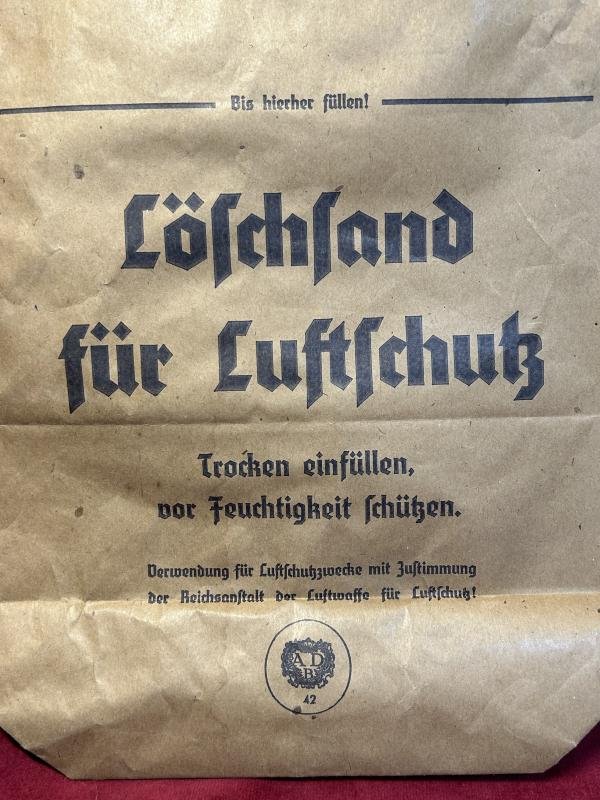 Bis hierher füllen!
Löschsand
für Luftschutz
Trocken einfüllen,
vor Feuchtigkeit schützen.
Verwendung für Luftschutzzwecke mit Zustimmung
der Reichsanstalt der Luftwaffe für Luftschutz!
A D
B
42